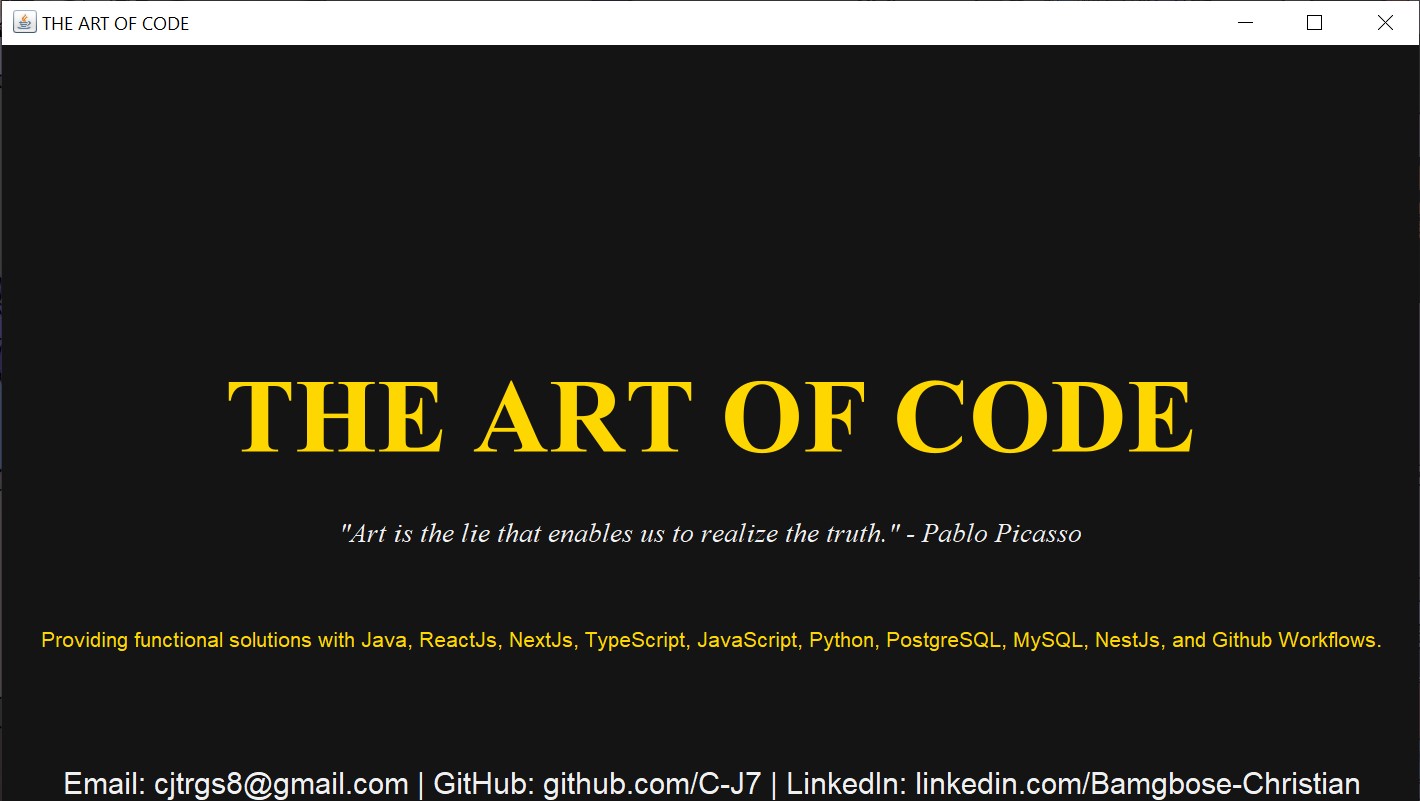 THE ART OF CODE
THE ART OF CODE
"Art is the lie that enables us to realize the truth." - Pablo Picasso
Providing functional solutions with Java, ReactJs, NextJs, TypeScript, JavaScript, Python, PostgreSQL, MySQL, NestJs, and Github Workflows.
Email: cjtrgs8@gmail.com | GitHub: github.com/C-J7 | LinkedIn: linkedin.com/Bamgbose-Christian